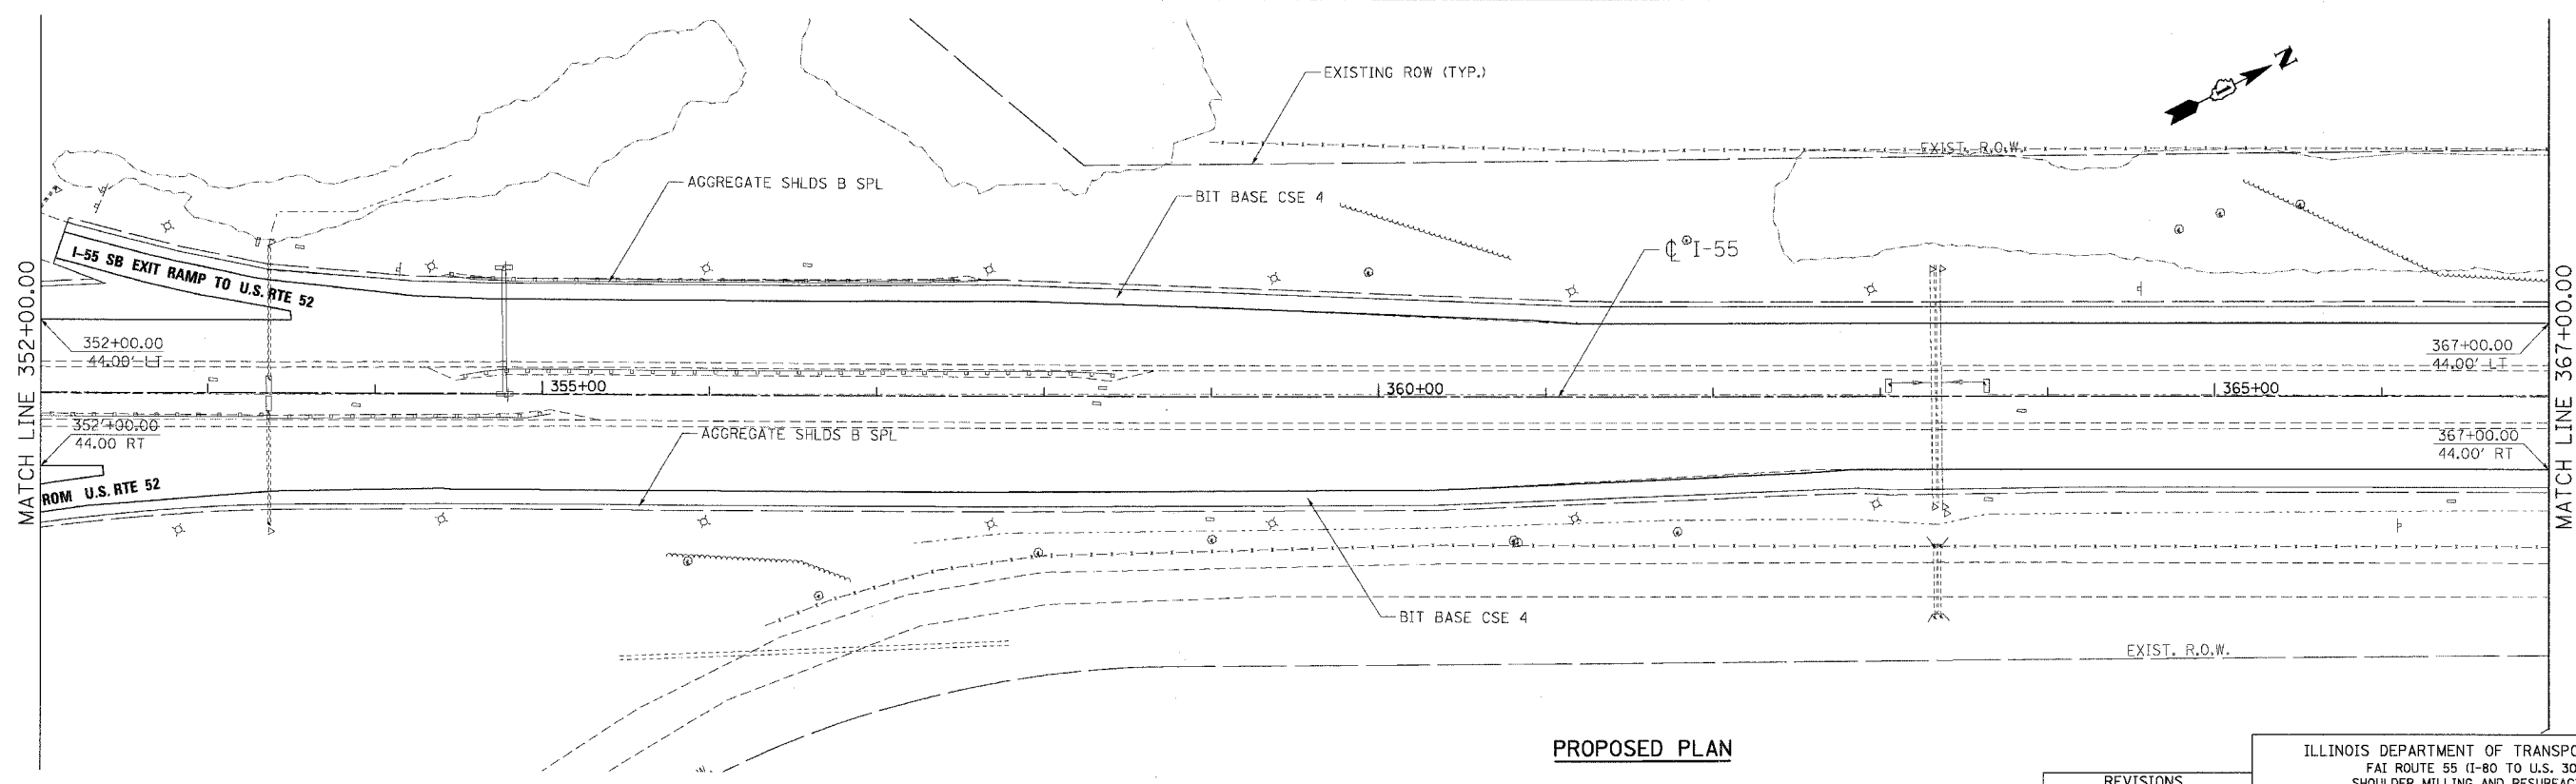 EXISTING ROW (TYP.)
N
EXIST. R.O.W.
AGGREGATE SHLDS B SPL
BIT BASE CSE 4
℄ I-55
I-55 SB EXIT RAMP TO U.S. RTE 52
MATCH LINE 352+00.00
352+00.00
44.00' LT
355+00
360+00
365+00
367+00.00
44.00' LT
MATCH LINE 367+00.00
352+00.00
44.00 RT
AGGREGATE SHLDS B SPL
367+00.00
44.00' RT
ROM U.S. RTE 52
BIT BASE CSE 4
EXIST. R.O.W.
PROPOSED PLAN
REVISIONS
ILLINOIS DEPARTMENT OF TRANSPO
FAI ROUTE 55 (I-80 TO U.S. 30
SHOULDER MILLING AND RESURFAC